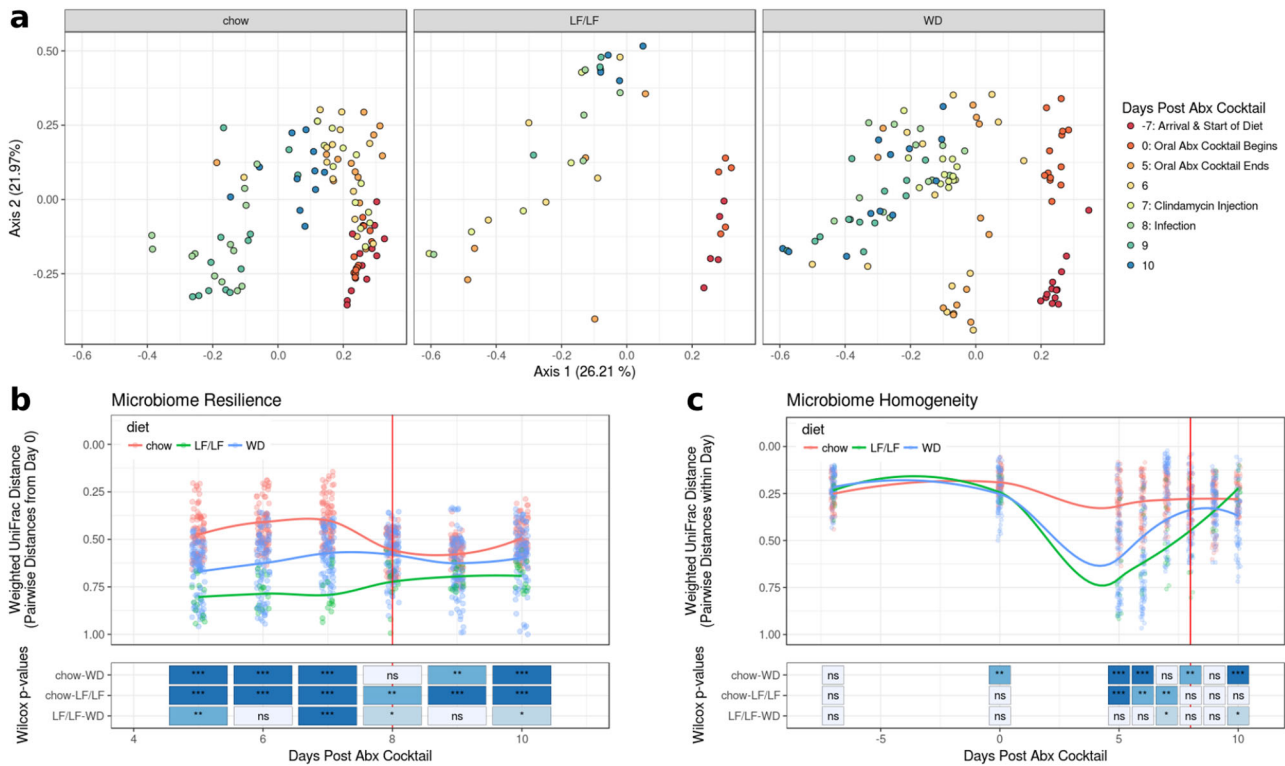 a
chow
LF/LF
WD
Axis 2 (21.97%)
0.50
0.25
0.00
-0.25
-0.6 -0.4 -0.2 0.0 0.2
-0.6 -0.4 -0.2 0.0 0.2
-0.6 -0.4 -0.2 0.0 0.2
Axis 1 (26.21 %)
Days Post Abx Cocktail
-7: Arrival & Start of Diet
0: Oral Abx Cocktail Begins
5: Oral Abx Cocktail Ends
6
7: Clindamycin Injection
8: Infection
9
10
b
Microbiome Resilience
diet
chow LF/LF WD
Weighted UniFrac Distance
(Pairwise Distances from Day 0)
0.00
0.25
0.50
0.75
1.00
Wilcox p-values
chow-WD *** *** *** ns ** ***
chow-LF/LF *** *** *** ** *** ***
LF/LF-WD ** ns *** * ns *
4 6 8 10
Days Post Abx Cocktail
c
Microbiome Homogeneity
diet
chow LF/LF WD
Weighted UniFrac Distance
(Pairwise Distances within Day)
0.00
0.25
0.50
0.75
1.00
Wilcox p-values
chow-WD ns ** *** *** ns ** ns ***
chow-LF/LF ns ns *** ** ** ns ns ns
LF/LF-WD ns ns ns ns * ns ns *
-5 0 5 10
Days Post Abx Cocktail